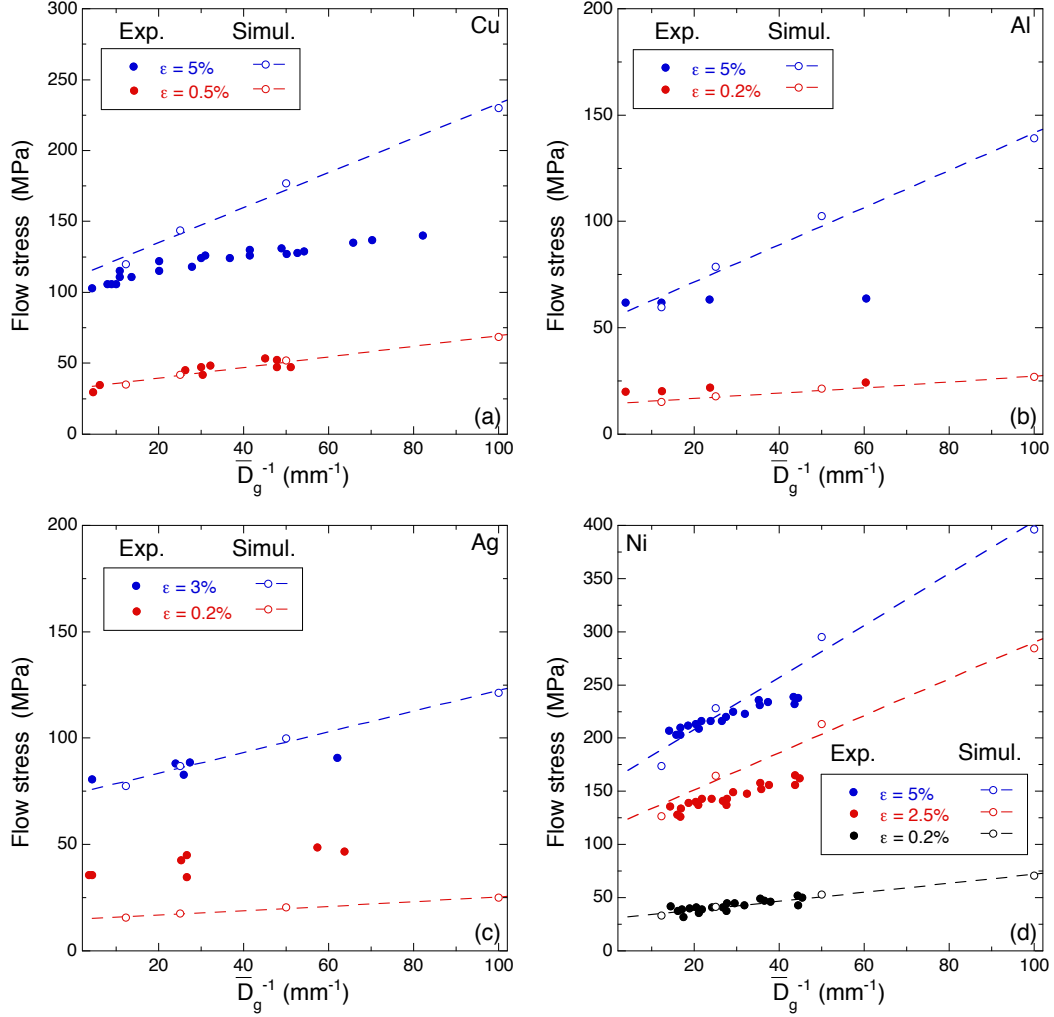 Exp. Simul. Cu
ε = 5%
ε = 0.5%
300
250
200
150
100
50
0
Flow stress (MPa)
(a)
20 40 60 80 100
D̅g⁻¹ (mm⁻¹)
Exp. Simul. Al
ε = 5%
ε = 0.2%
200
150
100
50
0
Flow stress (MPa)
(b)
20 40 60 80 100
D̅g⁻¹ (mm⁻¹)
Exp. Simul. Ag
ε = 3%
ε = 0.2%
200
150
100
50
0
Flow stress (MPa)
(c)
20 40 60 80 100
D̅g⁻¹ (mm⁻¹)
Ni
400
350
300
250
200
150
100
50
0
Flow stress (MPa)
Exp. Simul.
ε = 5%
ε = 2.5%
ε = 0.2%
(d)
20 40 60 80 100
D̅g⁻¹ (mm⁻¹)